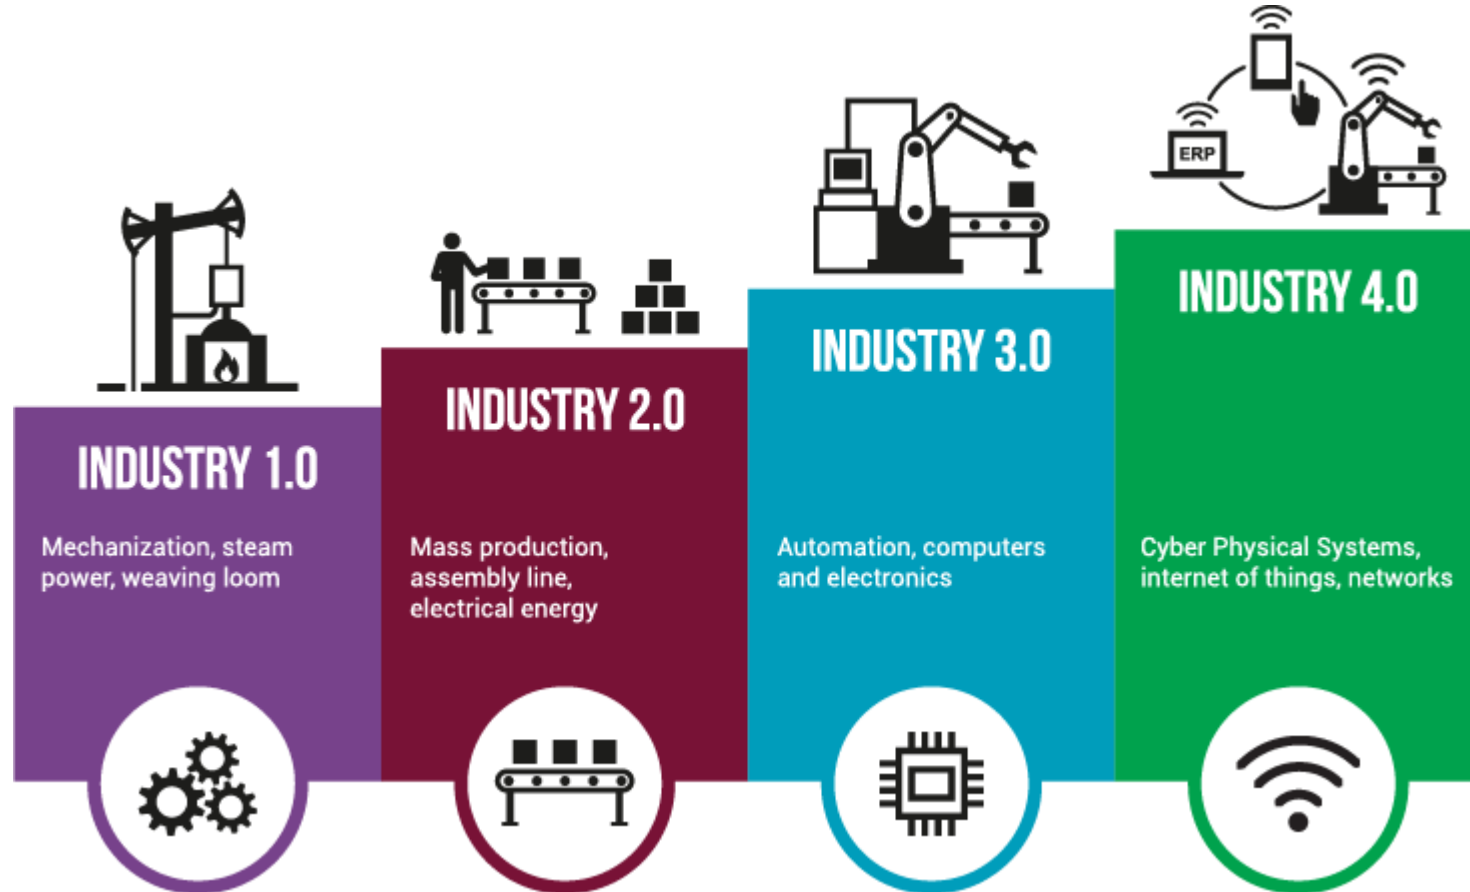 ERP
INDUSTRY 1.0
Mechanization, steam
power, weaving loom
INDUSTRY 2.0
Mass production,
assembly line,
electrical energy
INDUSTRY 3.0
Automation, computers
and electronics
INDUSTRY 4.0
Cyber Physical Systems,
internet of things, networks